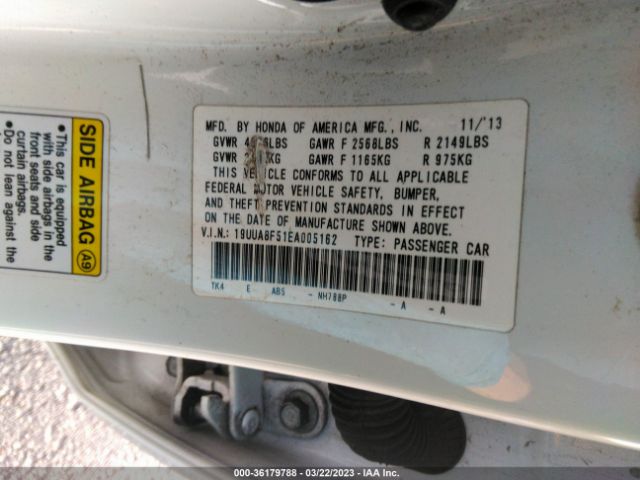 SIDE AIRBAG A9
•This car is equipped
with side airbags in the
front seats and side
curtain airbags.
•Do not lean
MFD. BY HONDA OF AMERICA MFG., INC. 11/'13
GVWR GAWR F 2568LBS R 2149LBS
GVWR GAWR F 1165KG R 975KG
THIS VEHICLE CONFORMS TO ALL APPLICABLE
FEDERAL MOTOR VEHICLE SAFETY, BUMPER,
AND THEFT PREVENTION STANDARDS IN EFFECT
ON THE DATE OF MANUFACTURE SHOWN ABOVE.
V.I.N.: 19UUA8F51EA005162 TYPE: PASSENGER CAR
TK4 E ABS - NH788P - A - A
000-36179788 - 03/22/2023 - IAA Inc.